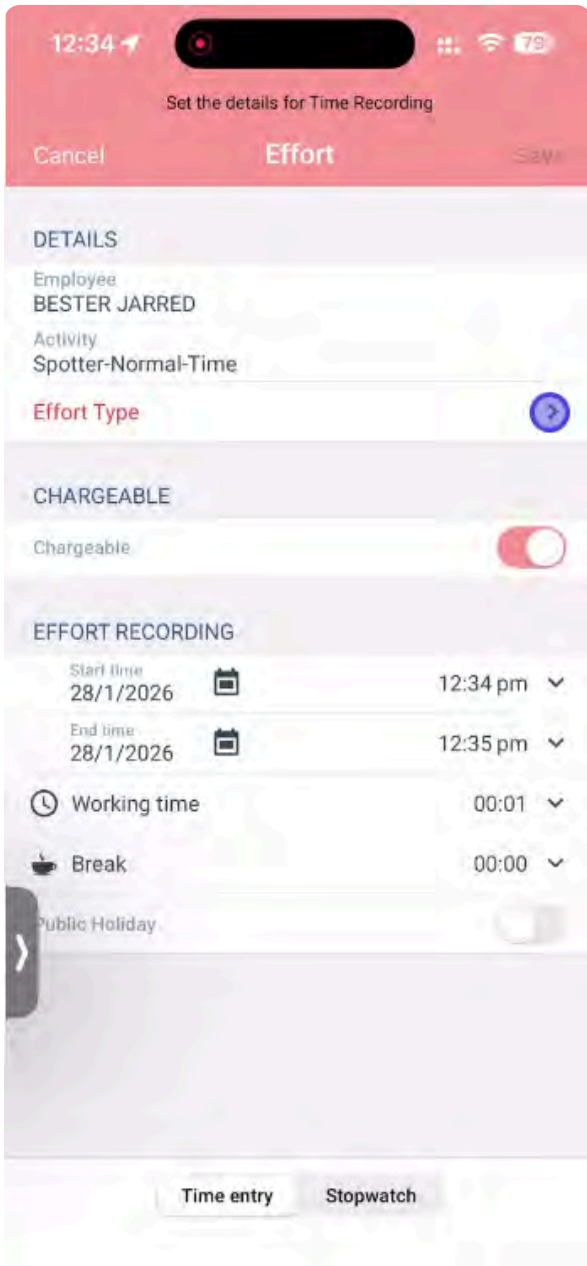 12:34
79
Set the details for Time Recording
Cancel Effort Save
DETAILS
Employee
BESTER JARRED
Activity
Spotter-Normal-Time
Effort Type
CHARGEABLE
Chargeable
EFFORT RECORDING
Start time
28/1/2026 12:34 pm
End time
28/1/2026 12:35 pm
Working time 00:01
Break 00:00
Public Holiday
Time entry Stopwatch